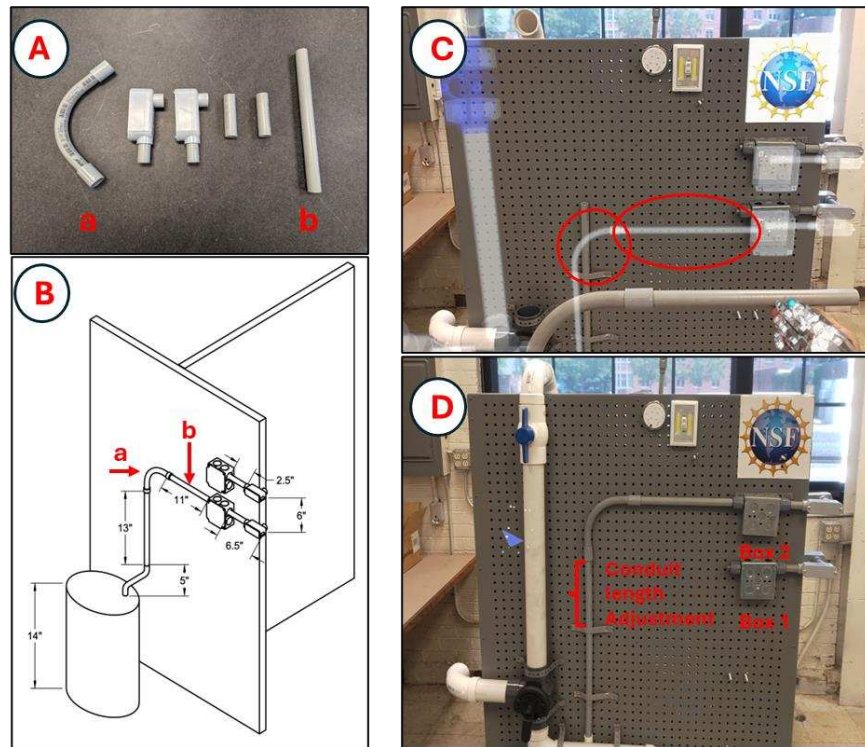 A
a
b
B
a
b
2.5"
11"
6"
13"
6.5"
5"
14"
C
NSF
D
NSF
Box 2
Conduit
length
Adjustment
Box 1